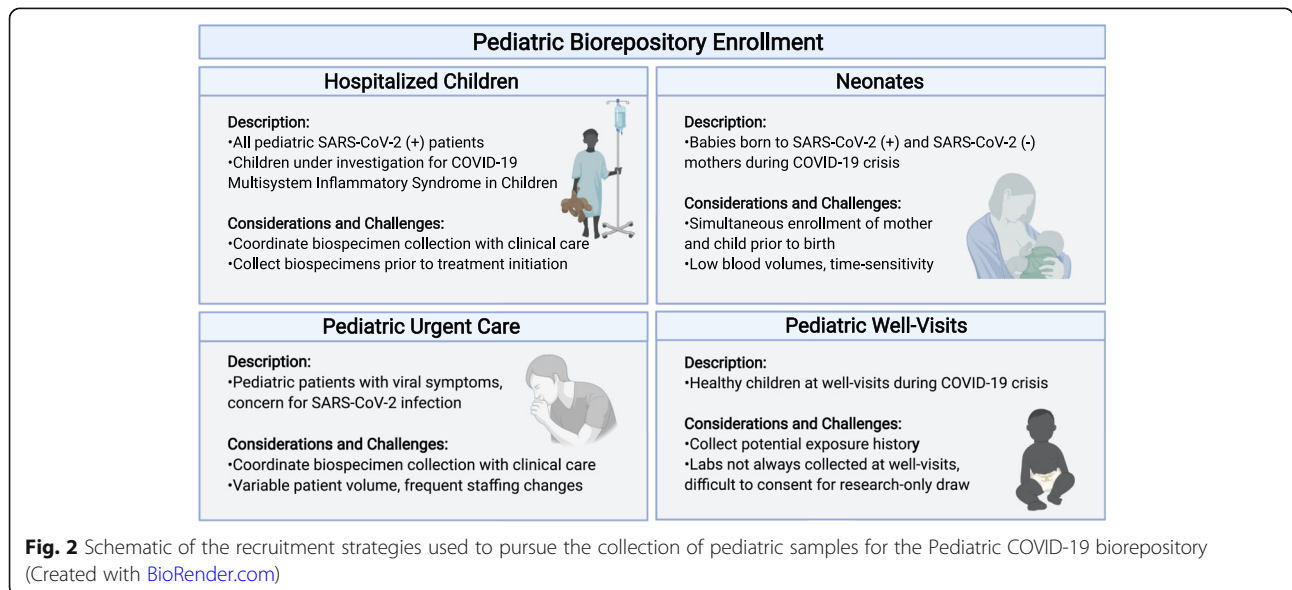 Pediatric Biorepository Enrollment
Hospitalized Children
Description:
•All pediatric SARS-CoV-2 (+) patients
•Children under investigation for COVID-19
Multisystem Inflammatory Syndrome in Children
Considerations and Challenges:
•Coordinate biospecimen collection with clinical care
•Collect biospecimens prior to treatment initiation
Neonates
Description:
•Babies born to SARS-CoV-2 (+) and SARS-CoV-2 (-)
mothers during COVID-19 crisis
Considerations and Challenges:
•Simultaneous enrollment of mother
and child prior to birth
•Low blood volumes, time-sensitivity
Pediatric Urgent Care
Description:
•Pediatric patients with viral symptoms,
concern for SARS-CoV-2 infection
Considerations and Challenges:
•Coordinate biospecimen collection with clinical care
•Variable patient volume, frequent staffing changes
Pediatric Well-Visits
Description:
•Healthy children at well-visits during COVID-19 crisis
Considerations and Challenges:
•Collect potential exposure history
•Labs not always collected at well-visits,
difficult to consent for research-only draw
Fig. 2 Schematic of the recruitment strategies used to pursue the collection of pediatric samples for the Pediatric COVID-19 biorepository
(Created with BioRender.com)